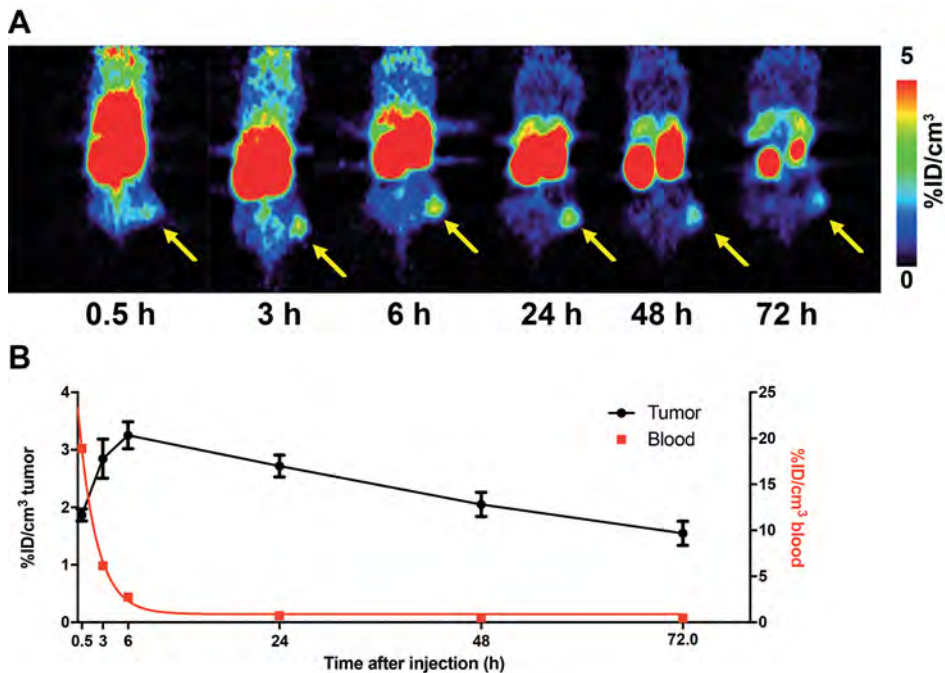 A
5
%ID/cm³
0
0.5 h 3 h 6 h 24 h 48 h 72 h
B
4
3
2
1
0
%ID/cm³ tumor
Tumor
Blood
25
20
15
10
5
0
%ID/cm³ blood
0.5 3 6 24 48 72.0
Time after injection (h)